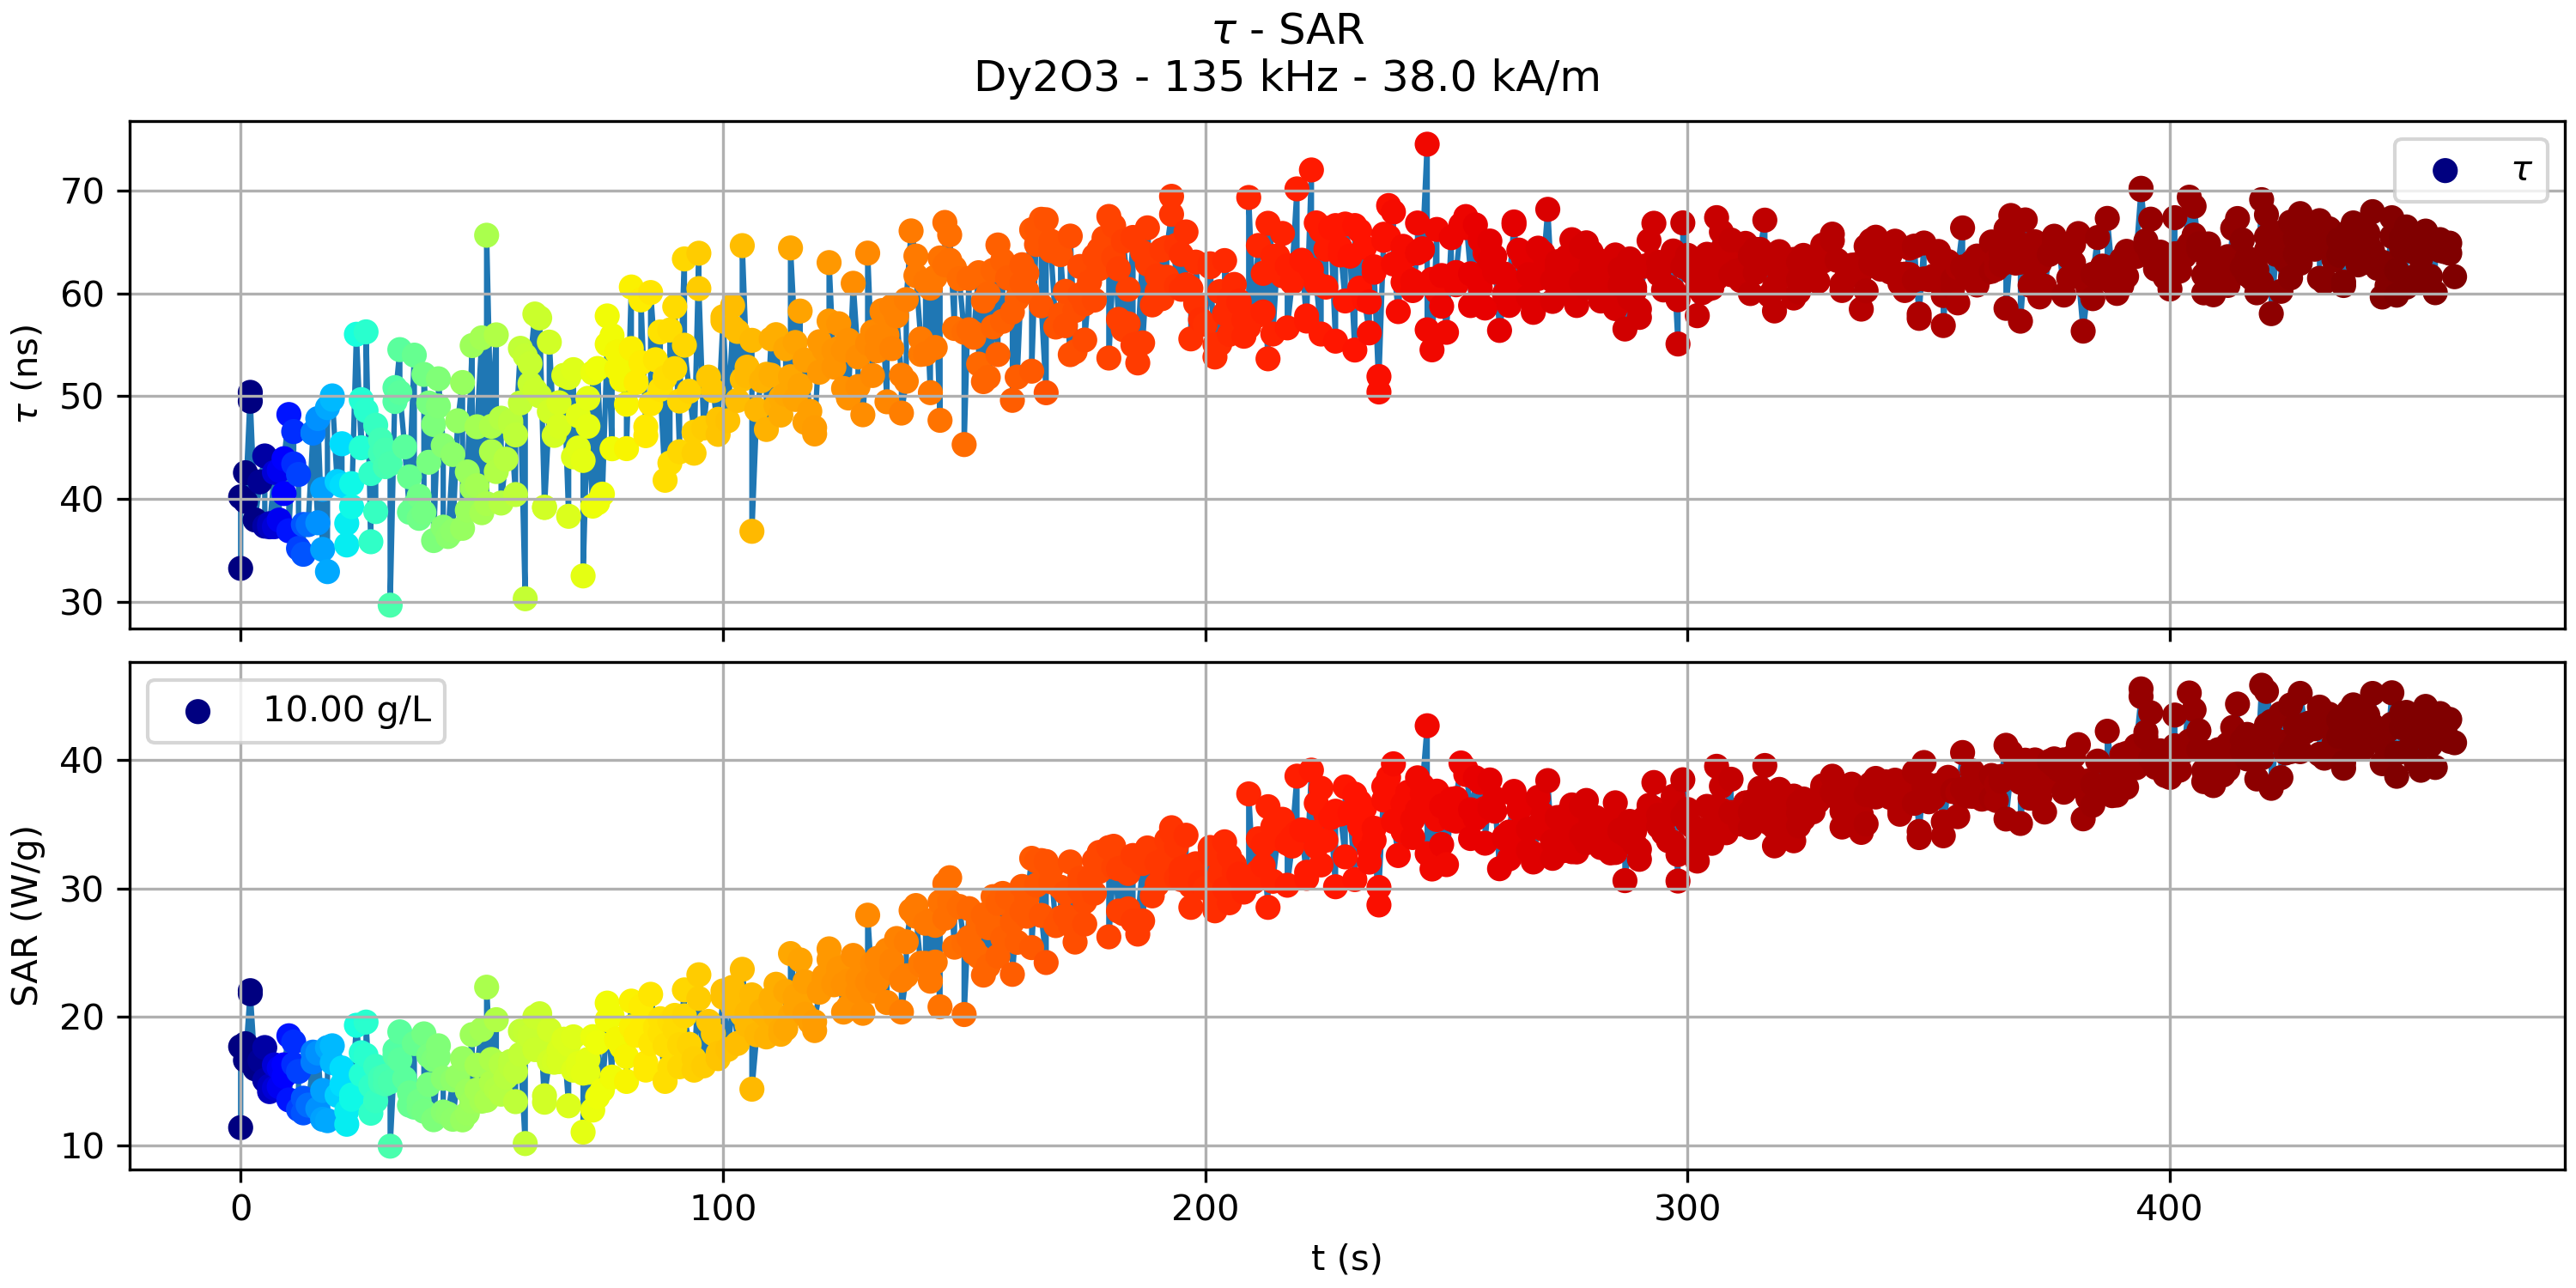 τ - SAR
Dy2O3 - 135 kHz - 38.0 kA/m
τ (ns)
70
60
50
40
30
τ
SAR (W/g)
40
30
20
10
10.00 g/L
0 100 200 300 400
t (s)